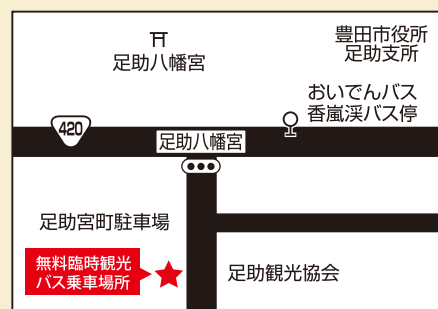 豊田市役所
足助支所
足助八幡宮
おいでんバス
香嵐渓バス停
420
足助八幡宮
足助宮町駐車場
無料臨時観光
バス乗車場所
足助観光協会